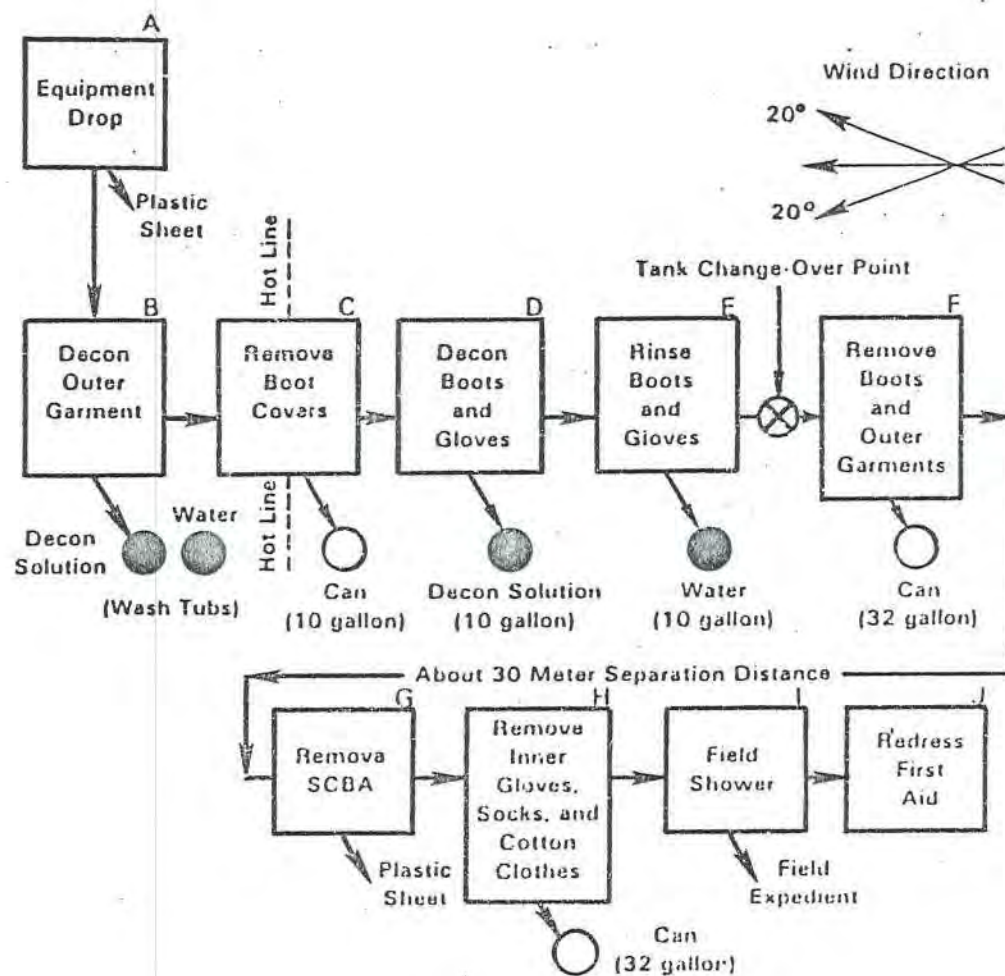 A
Equipment
Drop
Plastic
Sheet
Wind Direction
20°
20°
Hot Line
Tank Change-Over Point
B
Decon
Outer
Garment
C
Remove
Boot
Covers
D
Decon
Boots
and
Gloves
E
Rinse
Boots
and
Gloves
F
Remove
Boots
and
Outer
Garments
Decon
Solution
Water
(Wash Tubs)
Hot Line
Can
(10 gallon)
Decon Solution
(10 gallon)
Water
(10 gallon)
Can
(32 gallon)
About 30 Meter Separation Distance
G
Remova
SCBA
Plastic
Sheet
H
Remove
Inner
Gloves,
Socks, and
Cotton
Clothes
Can
(32 gallor)
I
Field
Shower
Field
Expedient
J
Redress
First
Aid